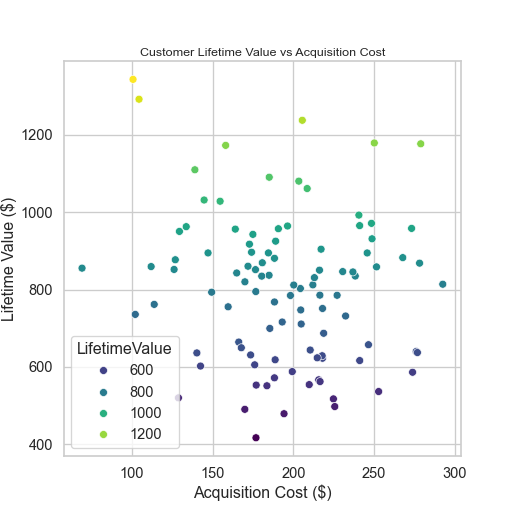 Customer Lifetime Value vs Acquisition Cost
Lifetime Value ($)
1200
1000
800
600
400
LifetimeValue
600
800
1000
1200
100 150 200 250 300
Acquisition Cost ($)